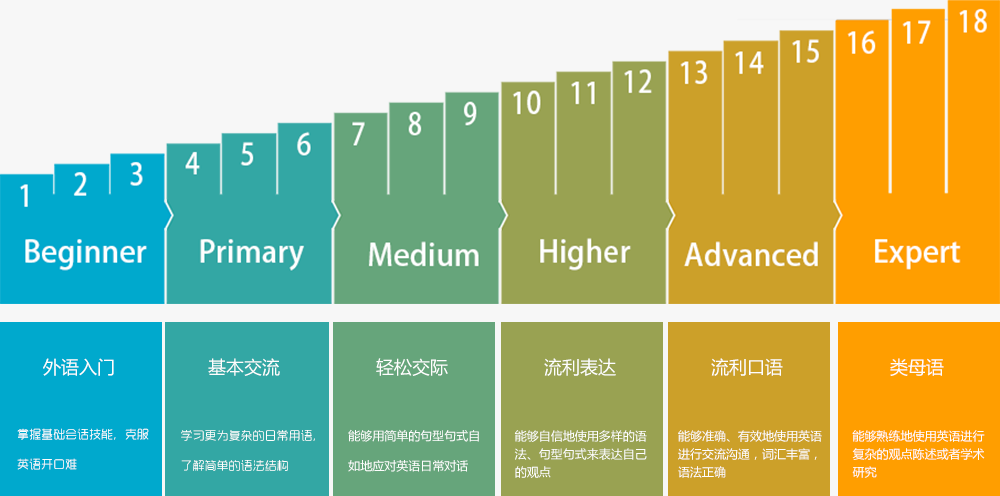 1
2
3
4
5
6
7
8
9
10
11
12
13
14
15
16
17
18
Beginner
Primary
Medium
Higher
Advanced
Expert
外语入门
掌握基础会话技能，克服
英语开口难
基本交流
学习更为复杂的日常用语，
了解简单的语法结构
轻松交际
能够用简单的句型句式自
如地应对英语日常对话
流利表达
能够自信地使用多样的语
法、句型句式来表达自己
的观点
流利口语
能够准确、有效地使用英语
进行交流沟通，词汇丰富，
语法正确
类母语
能够熟练地使用英语进行
复杂的观点陈述或者学术
研究